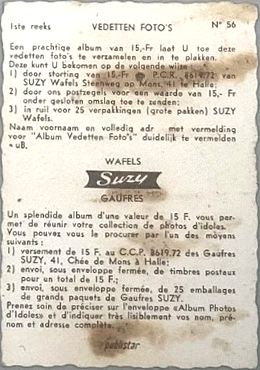 1ste reeks VEDETTEN FOTO'S N° 56
Een prachtige album van 15,-Fr laat U toe deze
vedetten foto's te verzamelen en in te plakken.
Deze kunt U bekomen op de volgende wijze :
1) door storting van 15,-Fr P.C.R. 8619.72 van
SUZY Wafels Steenweg op Mons, 41 te Halle;
2) door ons postzegels voor een waarde van 15,- Fr
onder gesloten omslag toe te zenden;
3) in ruil voor 25 verpakkingen (grote pakken) SUZY
Wafels.
Naam voornaam en volledig adr met vermelding
voor "Album Vedetten Foto's" duidelijk te vermelden
uB.
WAFELS
Suzy
GAUFRES
Un splendide album d'une valeur de 15 F. vous per-
met de réunir votre collection de photos d'idoles.
Vous pouvez vous le procurer par l'un des moyens
suivants :
1) versement de 15 F. au C.C.P. 8619.72 des Gaufres
SUZY, 41, Chée de Mons à Halle;
2) envoi, sous enveloppe fermée, de timbres postaux
pour un total de 15 F.;
3) envoi, sous enveloppe fermée, de 25 emballages
de grands paquets de Gaufres SUZY.
Prenez soin de préciser sur l'enveloppe «Album Photos
d'Idoles» et d'indiquer très lisiblement vos nom, pré-
nom et adresse complète.
publistar